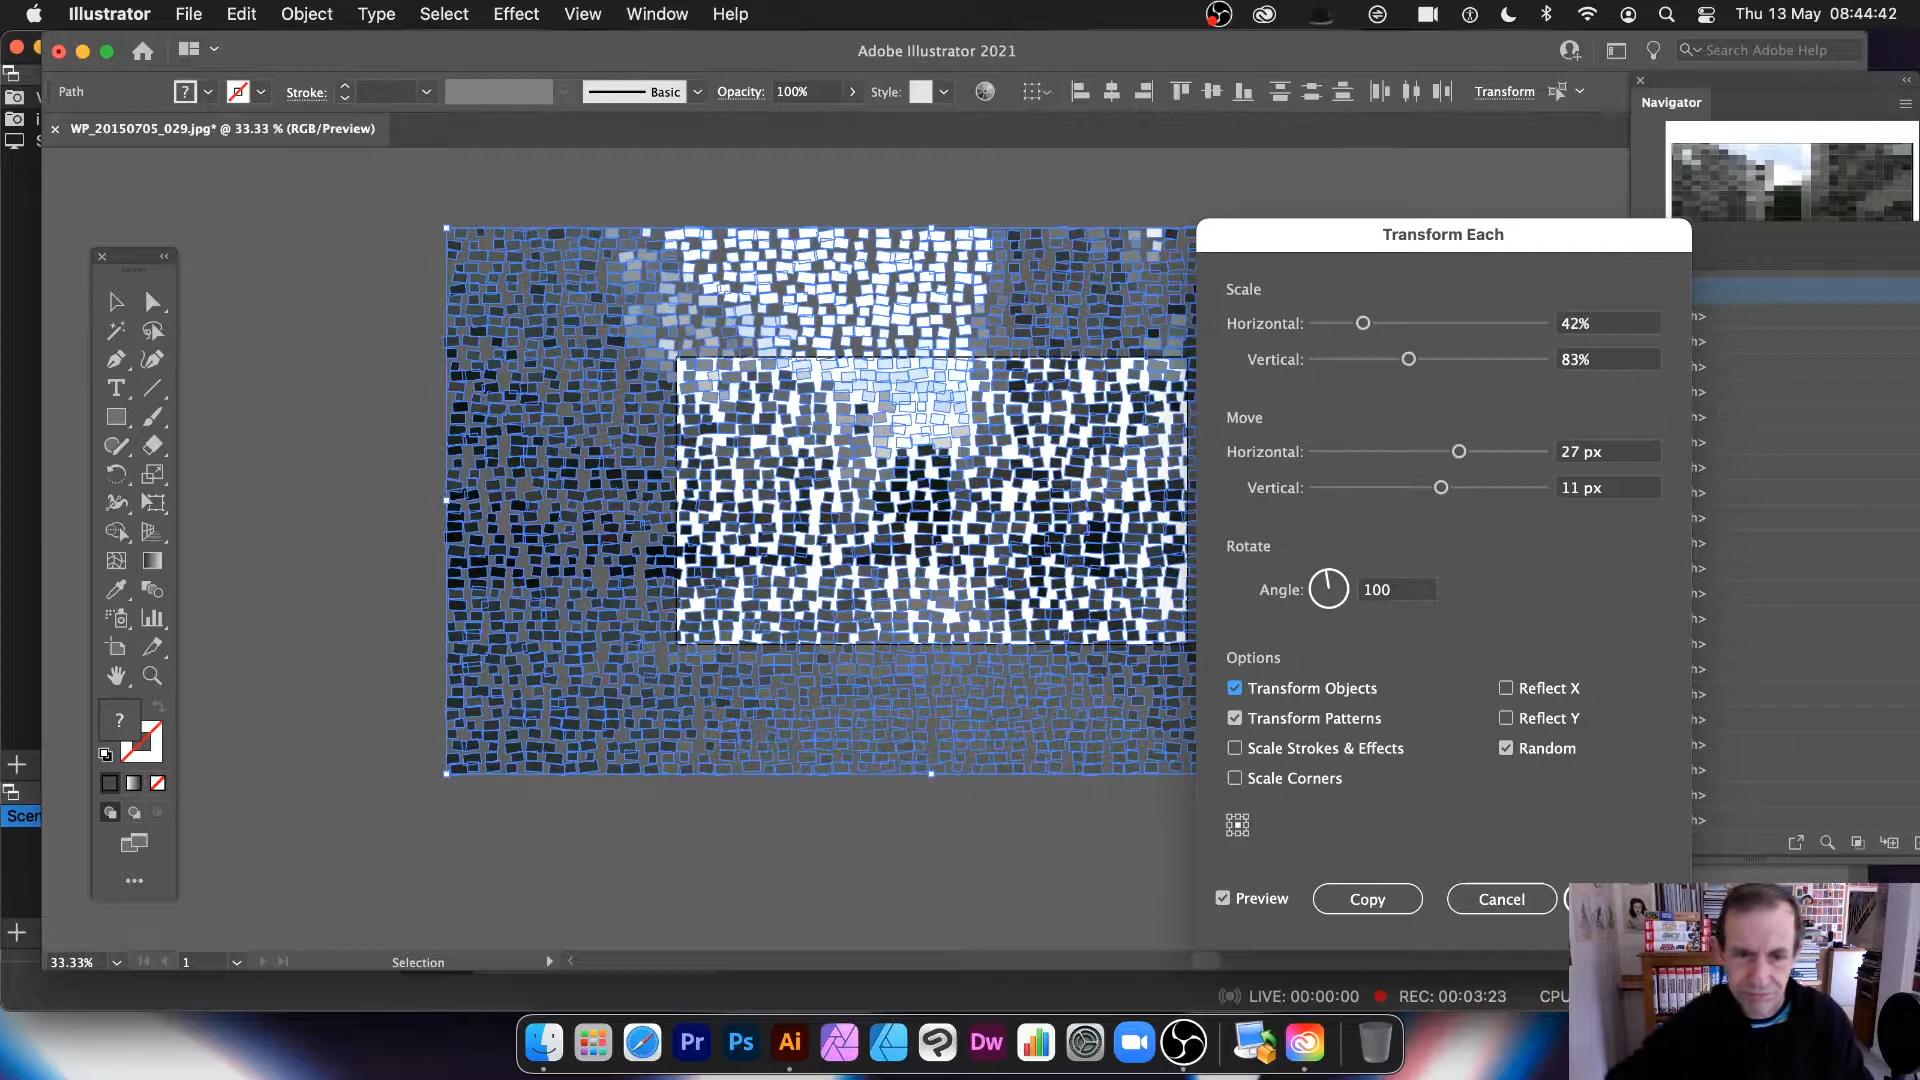 Illustrator File Edit Object Type Select Effect View Window Help
Thu 13 May 08:44:42
Adobe Illustrator 2021
Search Adobe Help
Path
?
Stroke:
Basic
Opacity: 100%
Style:
Transform
Navigator
WP_20150705_029.jpg* @ 33.33 % (RGB/Preview)
Transform Each
Scale
Horizontal: 42%
Vertical: 83%
Move
Horizontal: 27 px
Vertical: 11 px
Rotate
Angle: 100
Options
Transform Objects
Reflect X
Transform Patterns
Reflect Y
Scale Strokes & Effects
Random
Scale Corners
Preview
Copy
Cancel
?
Scen
33.33%
1
Selection
LIVE: 00:00:00
REC: 00:03:23
CPU
Pr
Ps
Ai
Dw